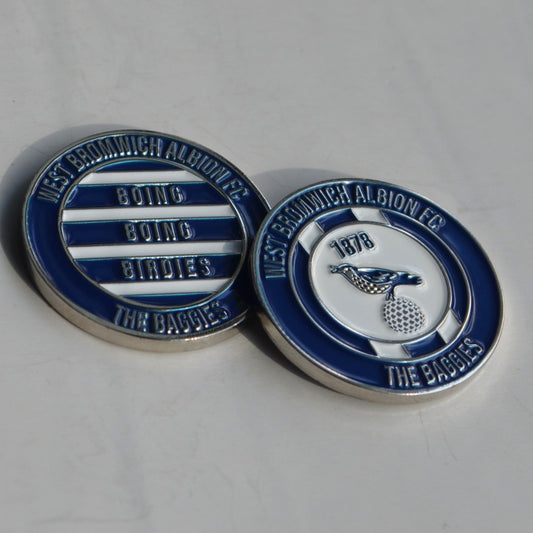 WEST BROMWICH ALBION FC
BOING
BOING
BIRDIES
THE BAGGIES
WEST BROMWICH ALBION FC
1878
THE BAGGIES